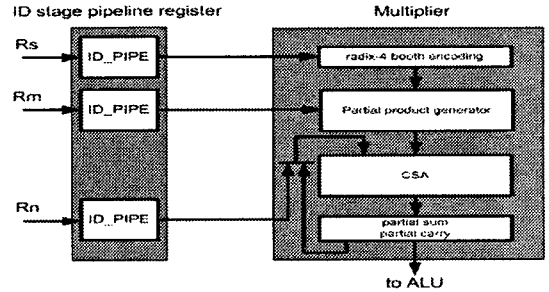 ID stage pipeline register
Multiplier
Rs
ID_PIPE
radix-4 booth encoding
Rm
ID_PIPE
Partial product generator
CSA
Rn
ID_PIPE
partial sum
partial carry
to ALU